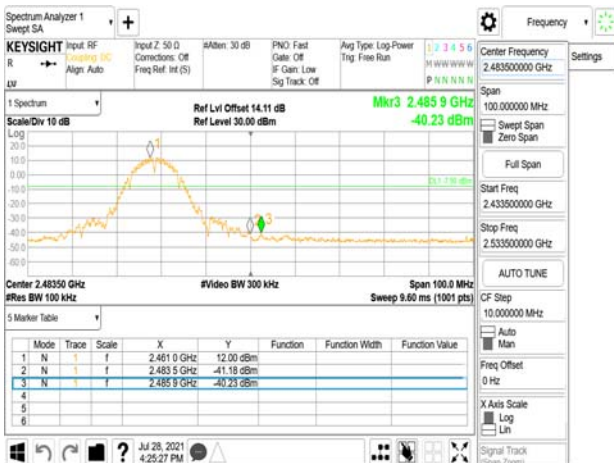 Spectrum Analyzer 1
Swept SA
Frequency
KEYSIGHT Input: RF Input Z: 50 Ω #Atten: 30 dB PNO: Fast Avg Type: Log-Power 1 2 3 4 5 6
R Coupling: DC Corrections: Off Gate: Off Trig: Free Run M W W W W W
Align: Auto Freq Ref: Int (S) IF Gain: Low
Sig Track: Off P N N N N N
Center Frequency
2.483500000 GHz
Settings
Span
100.000000 MHz
Swept Span
Zero Span
Full Span
Start Freq
2.433500000 GHz
Stop Freq
2.533500000 GHz
AUTO TUNE
CF Step
10.000000 MHz
Auto
Man
Freq Offset
0 Hz
X Axis Scale
Log
Lin
Signal Track
(Span Zoom)
1 Spectrum
Scale/Div 10 dB
Ref Lvl Offset 14.11 dB
Ref Level 30.00 dBm
Mkr3 2.485 9 GHz
-40.23 dBm
Log
20.0
10.0
0.00
-10.0
-20.0
-30.0
-40.0
-50.0
-60.0
1
2 3
Center 2.48350 GHz #Video BW 300 kHz Span 100.0 MHz
#Res BW 100 kHz Sweep 9.60 ms (1001 pts)
5 Marker Table
Mode Trace Scale X Y Function Function Width Function Value
1 N 1 f 2.461 0 GHz 12.00 dBm
2 N 1 f 2.483 5 GHz -41.18 dBm
3 N 1 f 2.485 9 GHz -40.23 dBm
4
5
6
?
Jul 28, 2021
4:25:27 PM